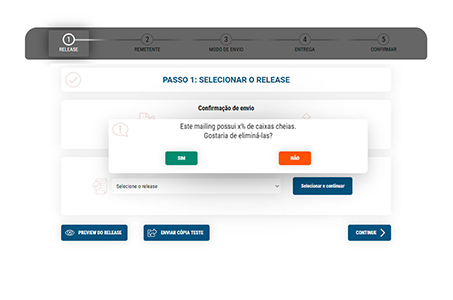 1
RELEASE
2
REMETENTE
3
MODO DE ENVIO
4
ENTREGA
5
CONFIRMAR
PASSO 1: SELECIONAR O RELEASE
Confirmação de envio
Este mailing possui x% de caixas cheias.
Gostaria de eliminá-las?
SIM
NÃO
Selecione o release
Selecionar e continuar
PREVIEW DO RELEASE
ENVIAR CÓPIA TESTE
CONTINUE